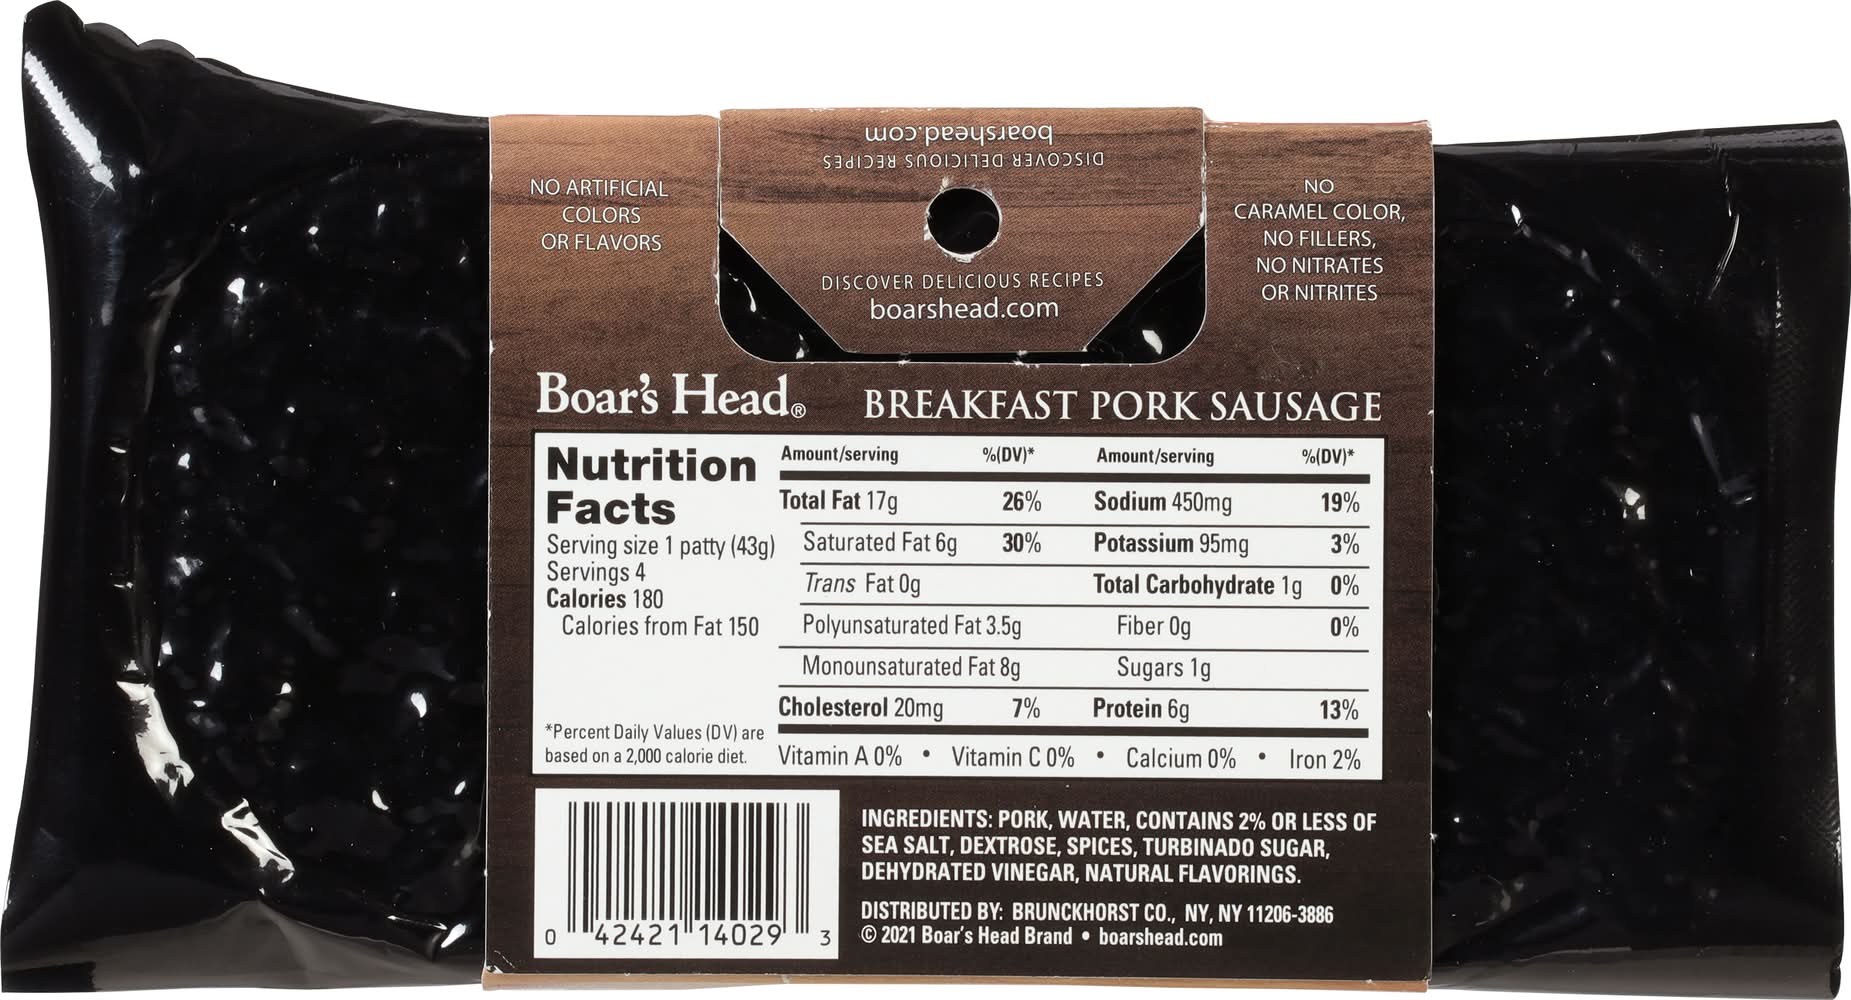 boarshead.com
DISCOVER DELICIOUS RECIPES
NO ARTIFICIAL
COLORS
OR FLAVORS
DISCOVER DELICIOUS RECIPES
boarshead.com
NO
CARAMEL COLOR,
NO FILLERS,
NO NITRATES
OR NITRITES
Boar's Head® BREAKFAST PORK SAUSAGE
Nutrition
Facts
Serving size 1 patty (43g)
Servings 4
Calories 180
Calories from Fat 150
*Percent Daily Values (DV) are
based on a 2,000 calorie diet.
Amount/serving %(DV)* Amount/serving %(DV)*
Total Fat 17g 26% Sodium 450mg 19%
Saturated Fat 6g 30% Potassium 95mg 3%
Trans Fat 0g Total Carbohydrate 1g 0%
Polyunsaturated Fat 3.5g Fiber 0g 0%
Monounsaturated Fat 8g Sugars 1g
Cholesterol 20mg 7% Protein 6g 13%
Vitamin A 0% • Vitamin C 0% • Calcium 0% • Iron 2%
0 42421 14029 3
INGREDIENTS: PORK, WATER, CONTAINS 2% OR LESS OF
SEA SALT, DEXTROSE, SPICES, TURBINADO SUGAR,
DEHYDRATED VINEGAR, NATURAL FLAVORINGS.
DISTRIBUTED BY: BRUNCKHORST CO., NY, NY 11206-3886
© 2021 Boar's Head Brand • boarshead.com